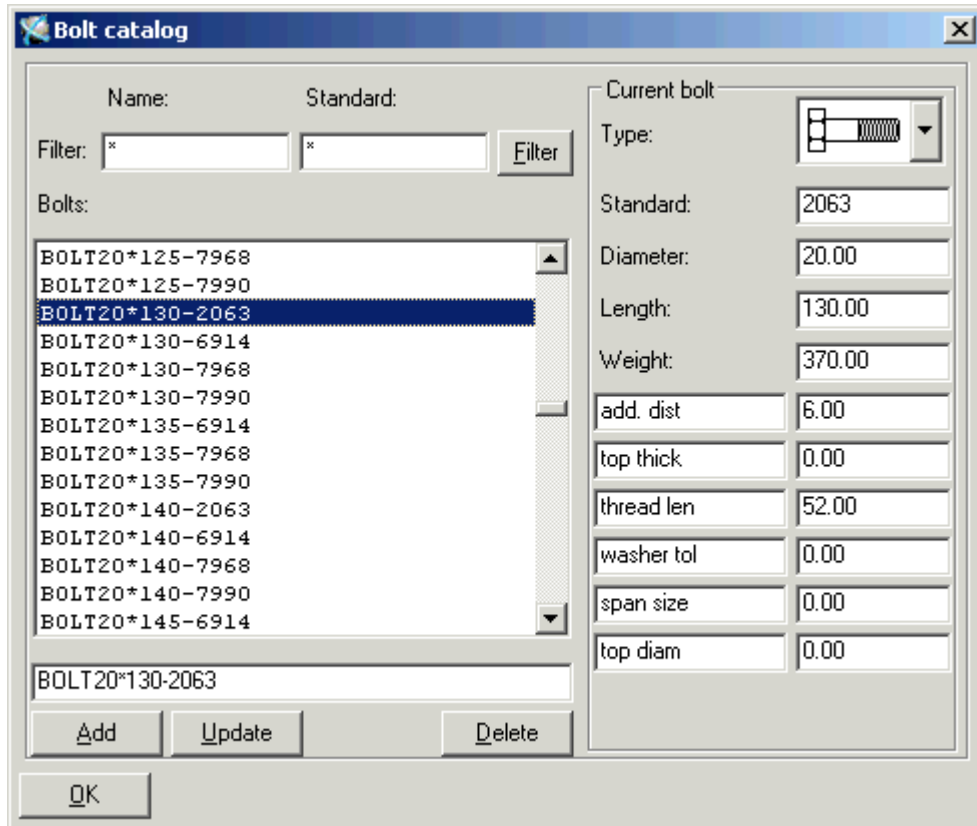 Bolt catalog
Name: Standard:
Filter: * * Filter
Bolts:
BOLT20*125-7968
BOLT20*125-7990
BOLT20*130-2063
BOLT20*130-6914
BOLT20*130-7968
BOLT20*130-7990
BOLT20*135-6914
BOLT20*135-7968
BOLT20*135-7990
BOLT20*140-2063
BOLT20*140-6914
BOLT20*140-7968
BOLT20*140-7990
BOLT20*145-6914
BOLT20*130-2063
Add Update Delete
OK
Current bolt
Type:
Standard: 2063
Diameter: 20.00
Length: 130.00
Weight: 370.00
add. dist 6.00
top thick 0.00
thread len 52.00
washer tol 0.00
span size 0.00
top diam 0.00